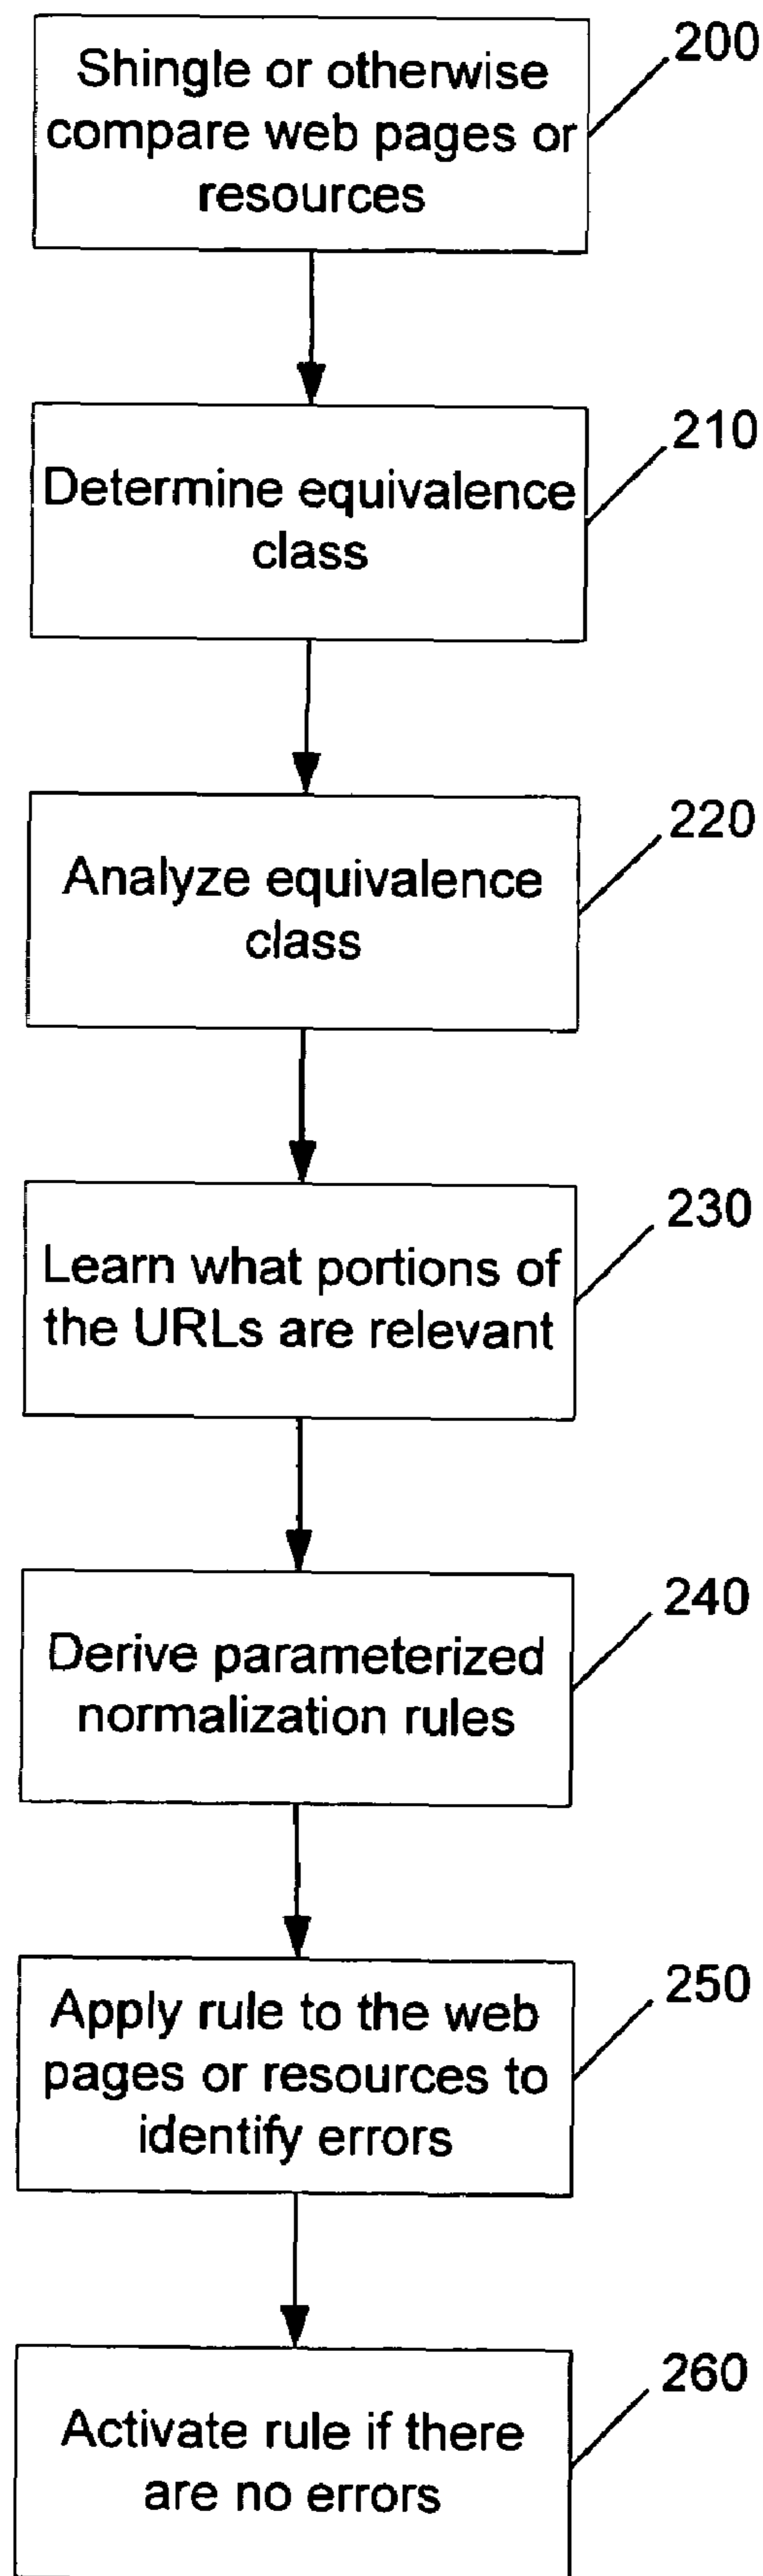 200
Shingle or otherwise
compare web pages or
resources
210
Determine equivalence
class
220
Analyze equivalence
class
230
Learn what portions of
the URLs are relevant
240
Derive parameterized
normalization rules
250
Apply rule to the web
pages or resources to
identify errors
260
Activate rule if there
are no errors